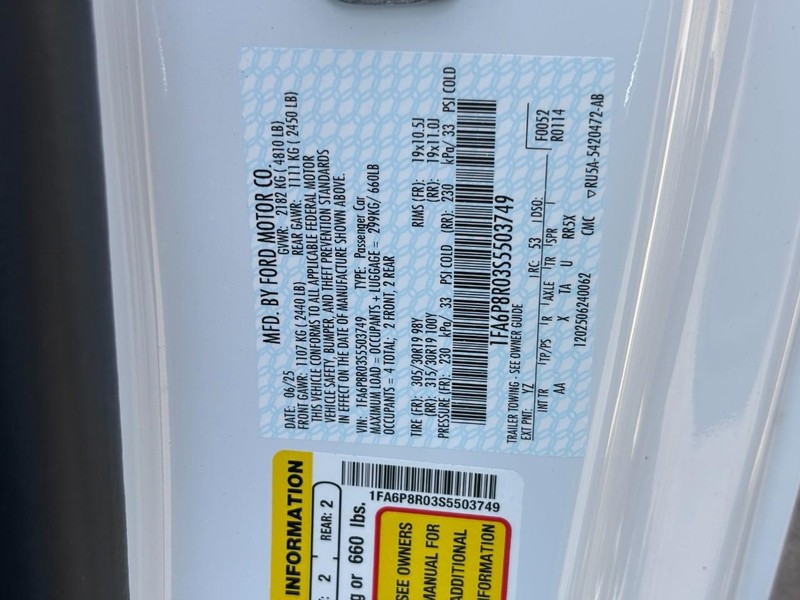 MFD. BY FORD MOTOR CO.
DATE: 06/25 GVWR: 2182 KG ( 4810 LB)
FRONT GAWR: 1107 KG ( 2440 LB) REAR GAWR: 1111 KG ( 2450 LB)
THIS VEHICLE CONFORMS TO ALL APPLICABLE FEDERAL MOTOR
VEHICLE SAFETY, BUMPER, AND THEFT PREVENTION STANDARDS
IN EFFECT ON THE DATE OF MANUFACTURE SHOWN ABOVE.
VIN: 1FA6P8R03S5503749 TYPE: Passenger Car
MAXIMUM LOAD = OCCUPANTS + LUGGAGE = 299KG/ 660LB
OCCUPANTS = 4 TOTAL; 2 FRONT, 2 REAR
TIRE (FR): 305/30R19 98Y RIMS (FR): 19x10.5J
(RR): 315/30R19 100Y (RR): 19x11.0J
PRESSURE (FR): 230 kPa/ 33 PSI COLD (RR): 230 kPa/ 33 PSI COLD
1FA6P8R03S5503749
TRAILER TOWING - SEE OWNER GUIDE
EXT PNT: YZ RC: 53 DSO: F0052
R0114
INT TR TP/PS R AXLE TR SPR
AA X TA U RR5X
1202506240062 CMC ▽RU5A-5420472-AB
INFORMATION
: 2 REAR: 2
g or 660 lbs.
1FA6P8R03S5503749
SEE OWNERS
MANUAL FOR
ADDITIONAL
INFORMATION